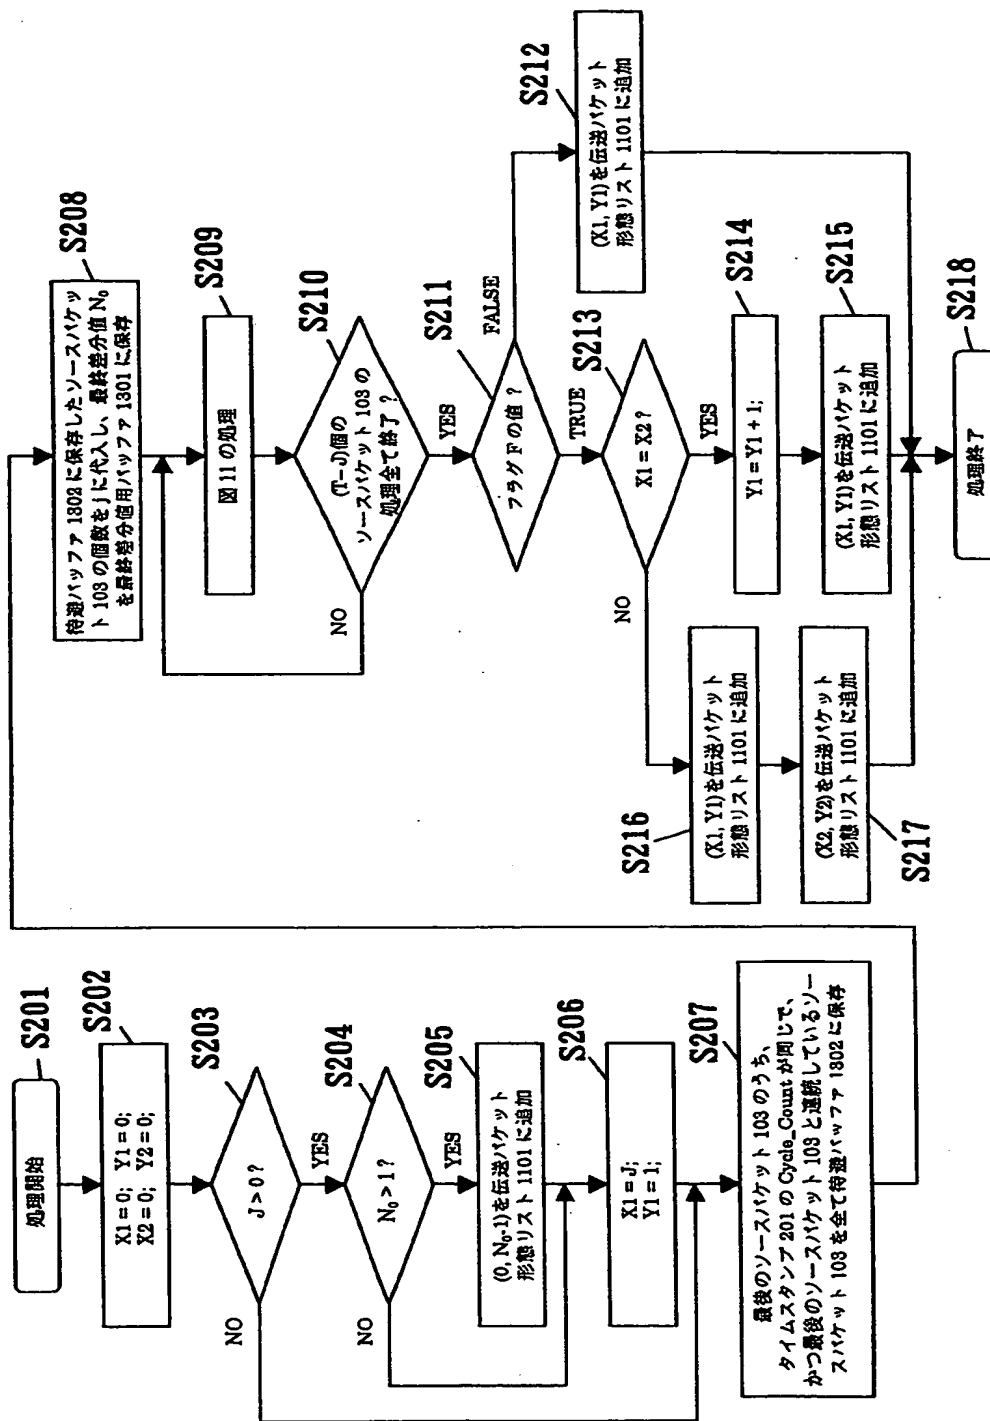 S201
処理開始
S202
X1=0; Y1=0;
X2=0; Y2=0;
S203
J>0?
NO
YES
S204
N₀>1?
NO
YES
S205
(0, N₀-1)を伝送パケット
形態リスト 1101 に追加
S206
X1=J;
Y1=1;
S207
最後のソースパケット 103 のうち、
タイムスタンプ 201 の Cycle_Count が同じで、
かつ最後のソースパケット 103 と連続しているソー
スパケット 103 を全て待避バッファ 1302 に保存
S208
待避バッファ 1302 に保存したソースパケッ
ト 103 の個数を J に代入し、最終差分値 N₀
を最終差分値用バッファ 1301 に保存
S209
図 11 の処理
S210
(T-J)個の
ソースパケット 103 の
処理全て終了?
NO
YES
S211
フラグ F の値?
FALSE
TRUE
S212
(X1, Y1)を伝送パケット
形態リスト 1101 に追加
S213
X1=X2?
NO
YES
S214
Y1=Y1+1;
S215
(X1, Y1)を伝送パケット
形態リスト 1101 に追加
S216
(X1, Y1)を伝送パケット
形態リスト 1101 に追加
S217
(X2, Y2)を伝送パケット
形態リスト 1101 に追加
S218
処理終了